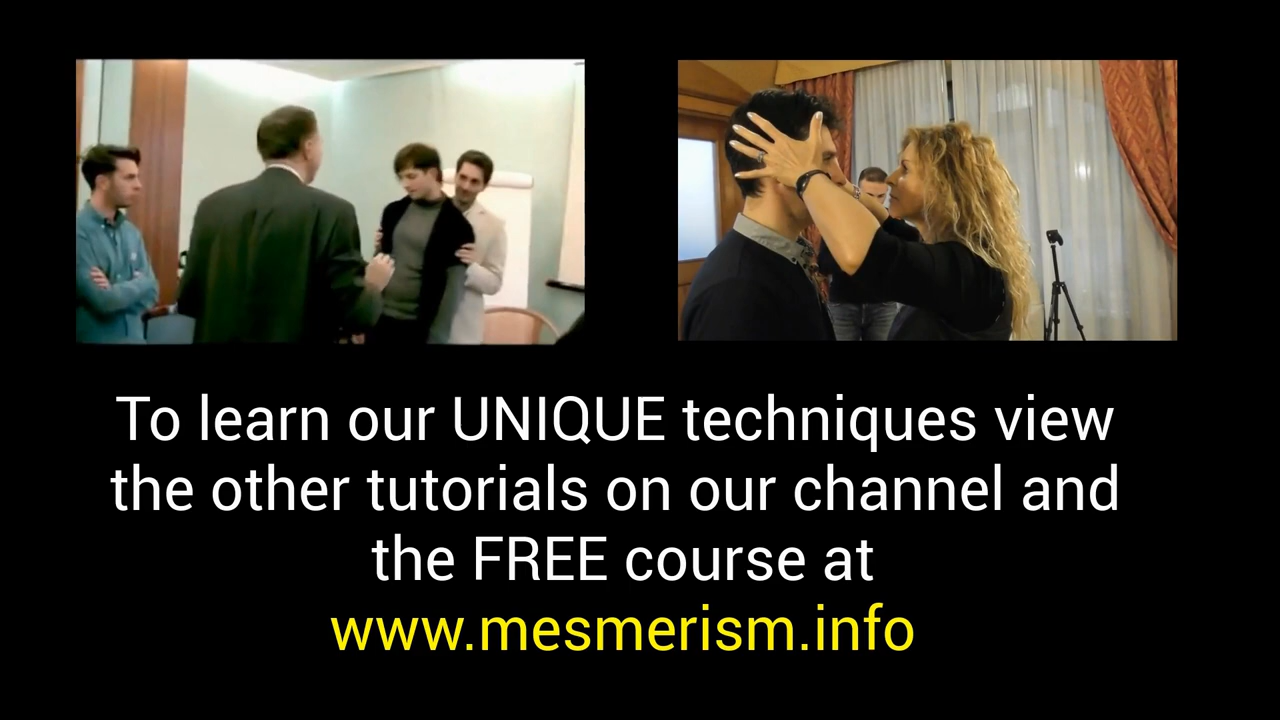 To learn our UNIQUE techniques view
the other tutorials on our channel and
the FREE course at
www.mesmerism.info